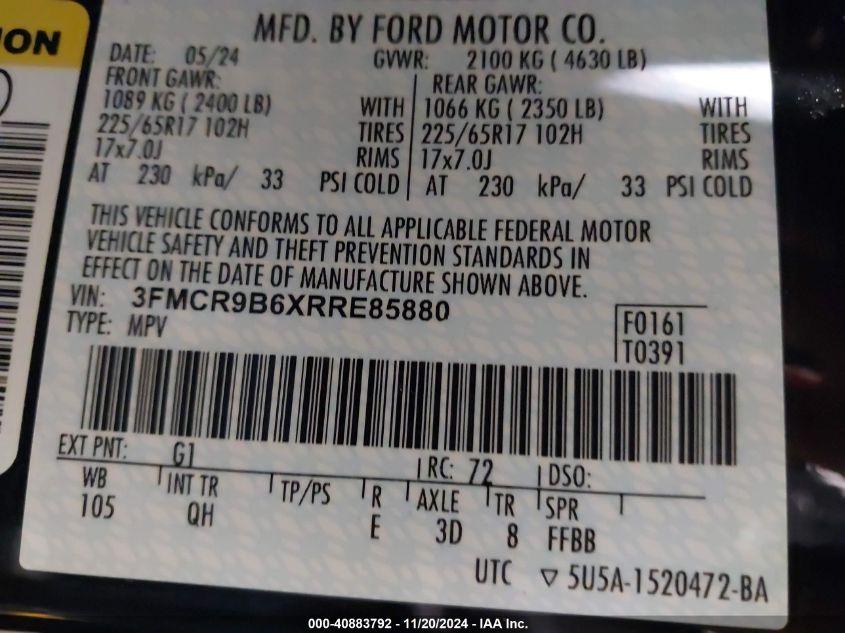 ION
MFD. BY FORD MOTOR CO.
DATE: 05/24 GVWR: 2100 KG ( 4630 LB)
FRONT GAWR: REAR GAWR:
1089 KG ( 2400 LB) WITH 1066 KG ( 2350 LB) WITH
225/65R17 102H TIRES 225/65R17 102H TIRES
17x7.0J RIMS 17x7.0J RIMS
AT 230 kPa/ 33 PSI COLD AT 230 kPa/ 33 PSI COLD
THIS VEHICLE CONFORMS TO ALL APPLICABLE FEDERAL MOTOR
VEHICLE SAFETY AND THEFT PREVENTION STANDARDS IN
EFFECT ON THE DATE OF MANUFACTURE SHOWN ABOVE.
VIN: 3FMCR9B6XRRE85880
TYPE: MPV
F0161
T0391
EXT PNT: G1 RC: 72 DSO:
WB INT TR TP/PS R AXLE TR SPR
105 QH E 3D 8 FFBB
UTC ▽ 5U5A-1520472-BA
000-40883792 - 11/20/2024 - IAA Inc.